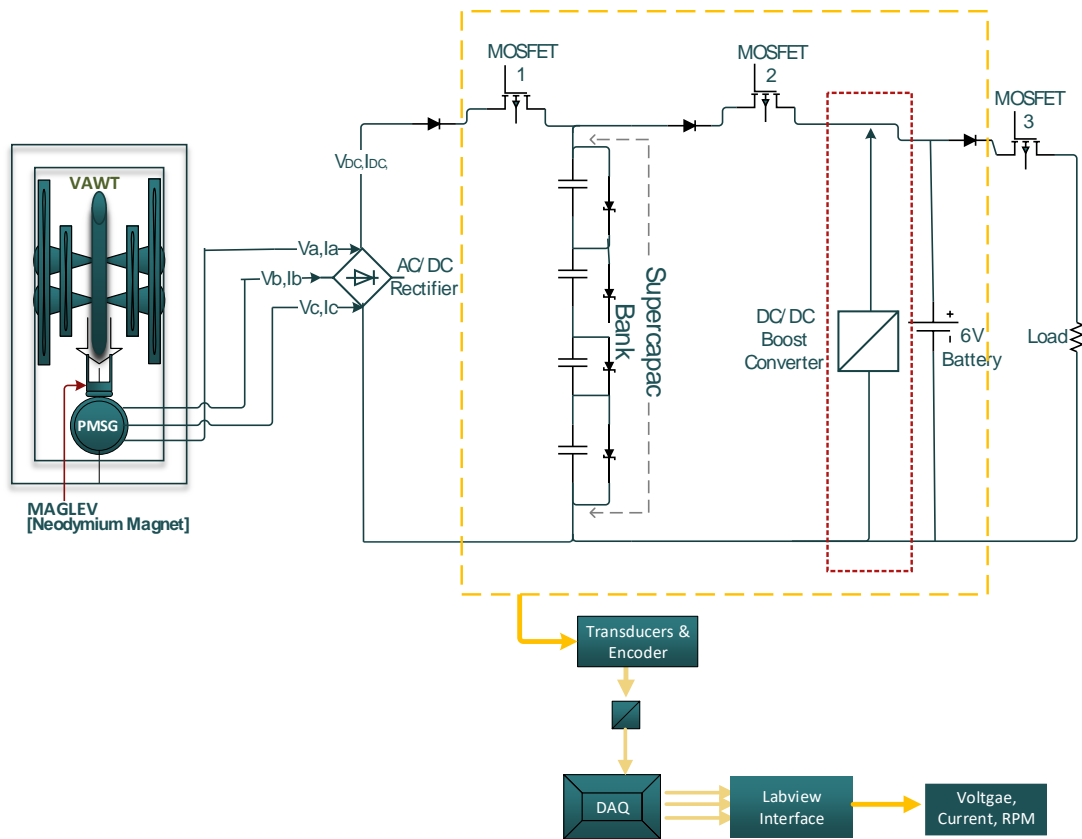 MOSFET
1
MOSFET
2
MOSFET
3
VDC,IDC,
VAWT
Va,Ia
Vb,Ib
Vc,Ic
AC/DC
Rectifier
Supercapac
Bank
DC/DC
Boost
Converter
+
-
6V
Battery
Load
PMSG
MAGLEV
[Neodymium Magnet]
Transducers &
Encoder
DAQ
Labview
Interface
Voltgae,
Current, RPM